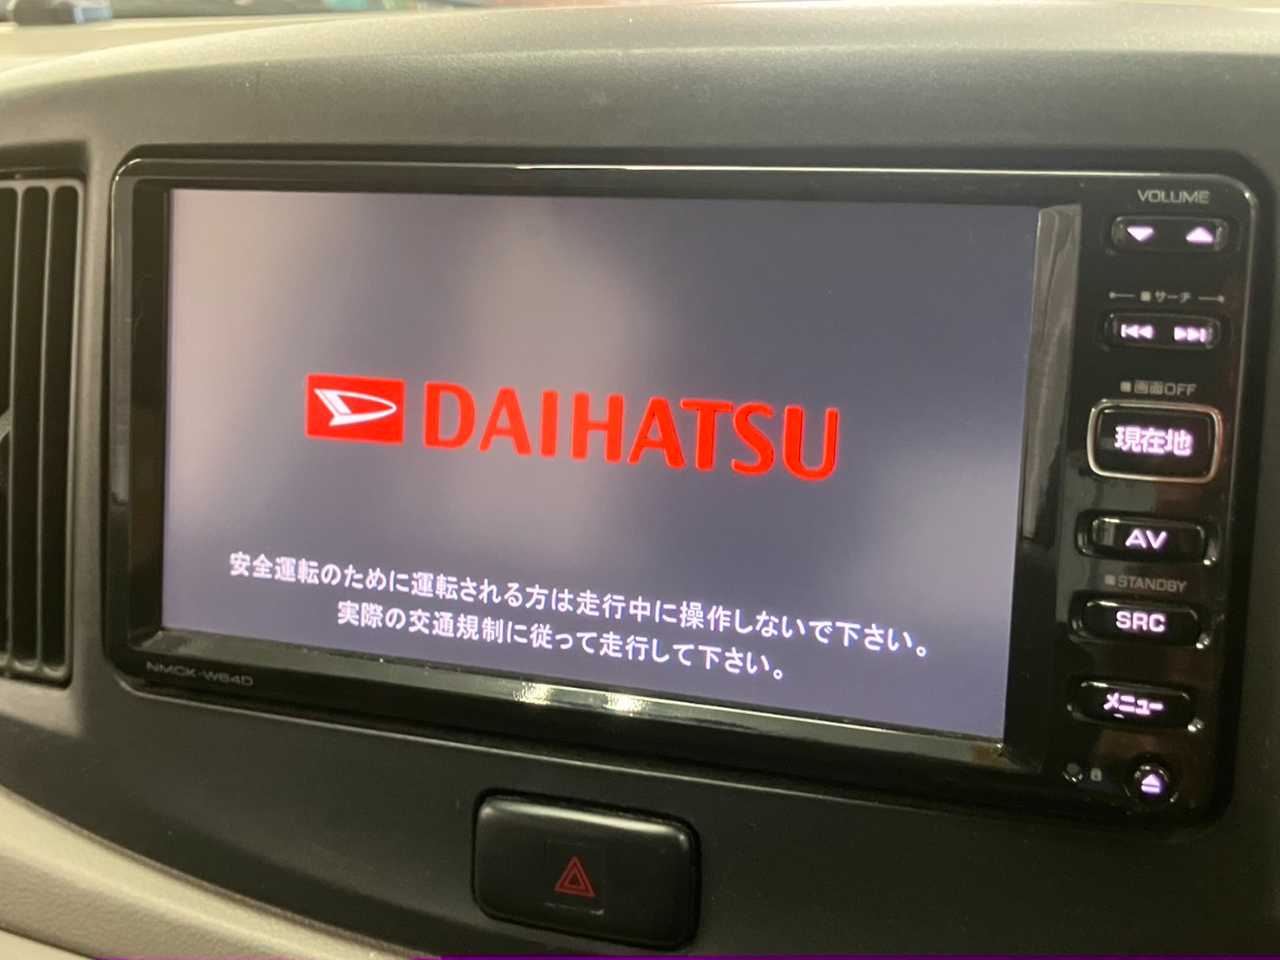 VOLUME
サーチ
画面OFF
現在地
AV
STANDBY
SRC
メニュー
DAIHATSU
安全運転のために運転される方は走行中に操作しないで下さい。
実際の交通規制に従って走行して下さい。
NMCK-W64D